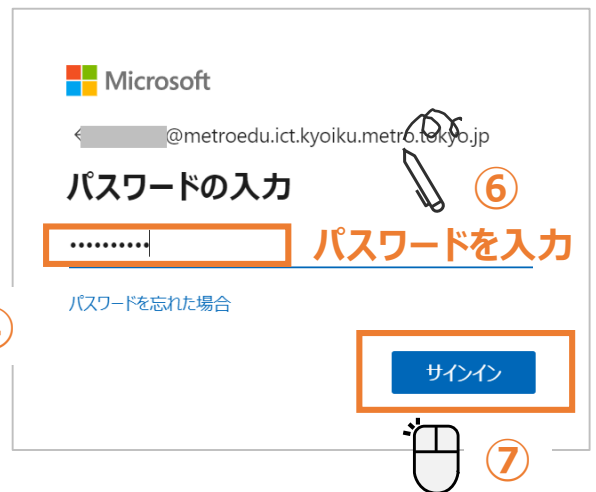 Microsoft
@metroedu.ict.kyoiku.metro.tokyo.jp
パスワードの入力
⑥
パスワードを入力
••••••••••
パスワードを忘れた場合
サインイン
⑦